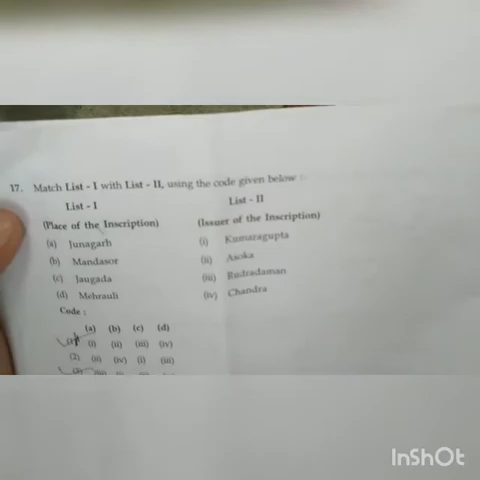 17. Match List - I with List - II, using the code given below :
List - I List - II
(Place of the Inscription) (Issuer of the Inscription)
(a) Junagarh (i) Kumaragupta
(b) Mandasor (ii) Asoka
(c) Jaugada (iii) Rudradaman
(d) Mehrauli (iv) Chandra
Code :
(a) (b) (c) (d)
(i) (ii) (iii) (iv)
(2) (ii) (iv) (i) (iii)
InShOt